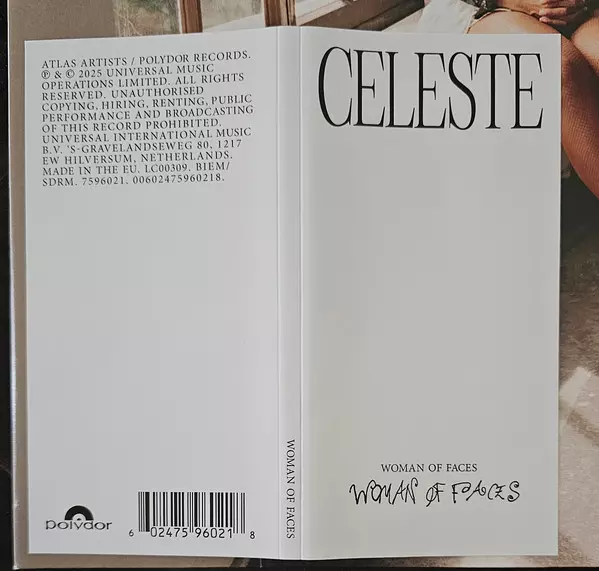 ATLAS ARTISTS / POLYDOR RECORDS.
℗ & © 2025 UNIVERSAL MUSIC
OPERATIONS LIMITED. ALL RIGHTS
RESERVED. UNAUTHORISED
COPYING, HIRING, RENTING, PUBLIC
PERFORMANCE AND BROADCASTING
OF THIS RECORD PROHIBITED.
UNIVERSAL INTERNATIONAL MUSIC
B.V. 'S-GRAVELANDSEWEG 80, 1217
EW HILVERSUM, NETHERLANDS.
MADE IN THE EU. LC00309. BIEM/
SDRM. 7596021. 00602475960218.
polydor
6 02475 96021 8
WOMAN OF FACES
CELESTE
WOMAN OF FACES
WOMAN OF FACES